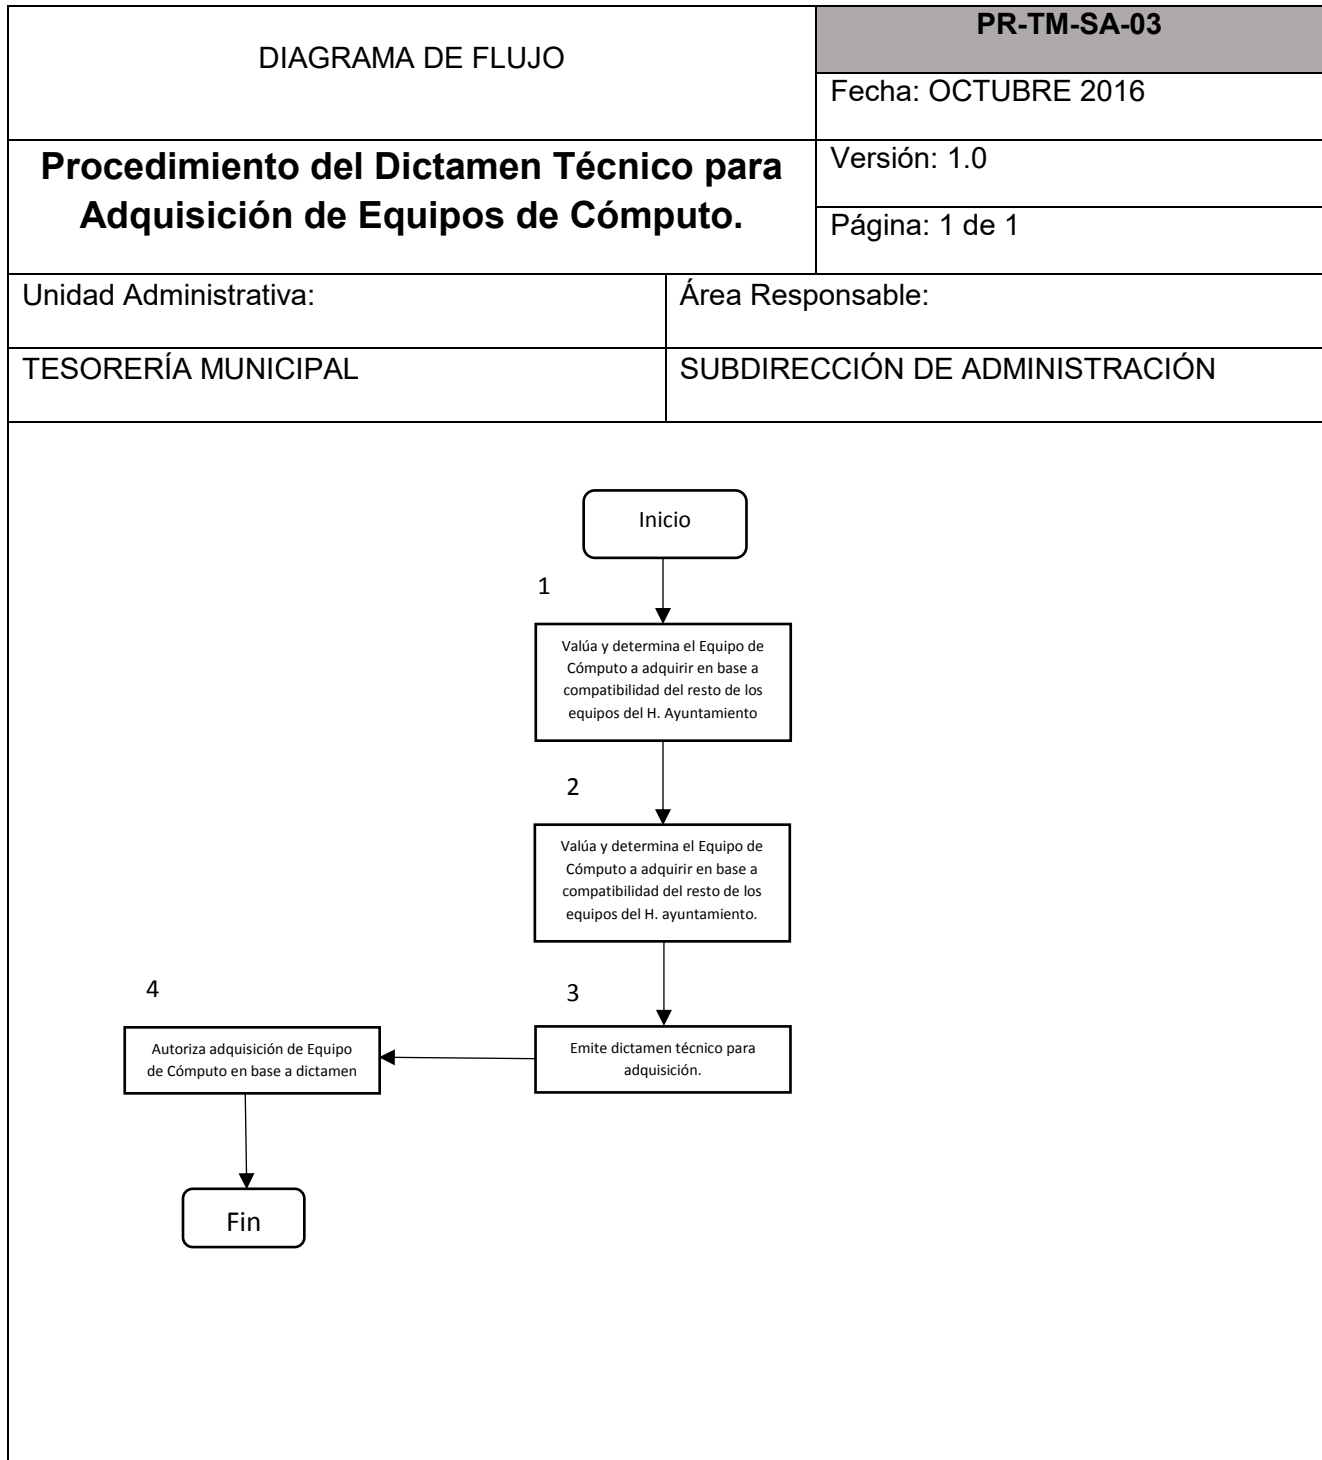 DIAGRAMA DE FLUJO
PR-TM-SA-03
Fecha: OCTUBRE 2016
Procedimiento del Dictamen Técnico para
Adquisición de Equipos de Cómputo.
Versión: 1.0
Página: 1 de 1
Unidad Administrativa:
Área Responsable:
TESORERÍA MUNICIPAL
SUBDIRECCIÓN DE ADMINISTRACIÓN
Inicio
1
Valúa y determina el Equipo de
Cómputo a adquirir en base a
compatibilidad del resto de los
equipos del H. Ayuntamiento
2
Valúa y determina el Equipo de
Cómputo a adquirir en base a
compatibilidad del resto de los
equipos del H. ayuntamiento.
3
Emite dictamen técnico para
adquisición.
4
Autoriza adquisición de Equipo
de Cómputo en base a dictamen
Fin